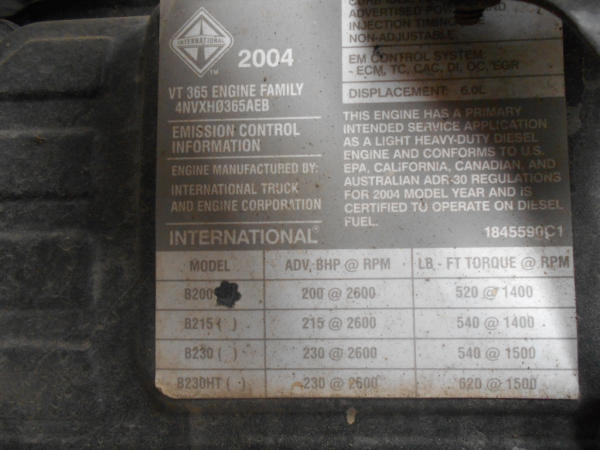 INTERNATIONAL
™
2004
VT 365 ENGINE FAMILY
4NVXH0365AEB
EMISSION CONTROL
INFORMATION
ENGINE MANUFACTURED BY:
INTERNATIONAL TRUCK
AND ENGINE CORPORATION
INTERNATIONAL®
ADVERTISED
INJECTION TIMING
NON-ADJUSTABLE
EM CONTROL SYSTEM:
- ECM, TC, CAC, DI, OC, EGR
DISPLACEMENT: 6.0L
THIS ENGINE HAS A PRIMARY
INTENDED SERVICE APPLICATION
AS A LIGHT HEAVY-DUTY DIESEL
ENGINE AND CONFORMS TO U.S.
EPA, CALIFORNIA, CANADIAN, AND
AUSTRALIAN ADR-30 REGULATIONS
FOR 2004 MODEL YEAR AND IS
CERTIFIED TO OPERATE ON DIESEL
FUEL.
1845590C1
MODEL ADV. BHP @ RPM LB - FT TORQUE @ RPM
B200 200 @ 2600 520 @ 1400
B215 ( ) 215 @ 2600 540 @ 1400
B230 ( ) 230 @ 2600 540 @ 1500
B230HT ( ) 230 @ 2600 620 @ 1500